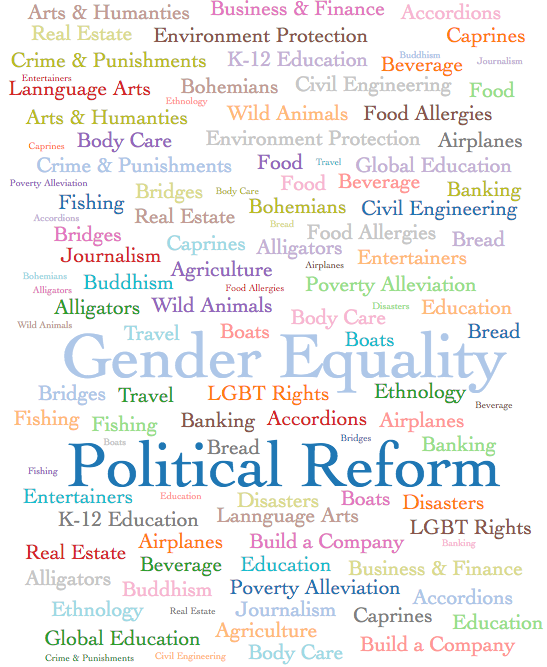 Arts & Humanties Business & Finance Accordions
Real Estate Environment Protection Caprines
Crime & Punishments K-12 Education Buddhism Beverage Journalism
Entertainers
Lannguage Arts Bohemians Civil Engineering Food
Ethnology
Arts & Humanties Wild Animals Food Allergies
Caprines Body Care Environment Protection Airplanes
Crime & Punishments Food Travel Global Education
Poverty Alleviation Bridges Body Care Food Beverage Banking
Fishing Real Estate Bohemians Civil Engineering
Accordions Bread Food Allergies
Bridges Caprines Alligators Bread
Journalism Agriculture Airplanes Entertainers
Bohemians Buddhism Food Allergies Poverty Alleviation
Alligators
Alligators Wild Animals Body Care Disasters Education
Wild Animals Travel Boats Boats Bread
Gender Equality
Bridges Travel LGBT Rights Ethnology Beverage
Fishing Fishing Banking Accordions Airplanes
Boats Bread Bridges Banking
Fishing Political Reform
Entertainers Education Disasters Boats Disasters
K-12 Education Lannguage Arts LGBT Rights
Real Estate Airplanes Build a Company Banking
Beverage Education Business & Finance
Alligators Buddhism Poverty Alleviation Accordions
Ethnology Real Estate Journalism Caprines Education
Global Education Agriculture Build a Company
Crime & Punishments Civil Engineering Body Care